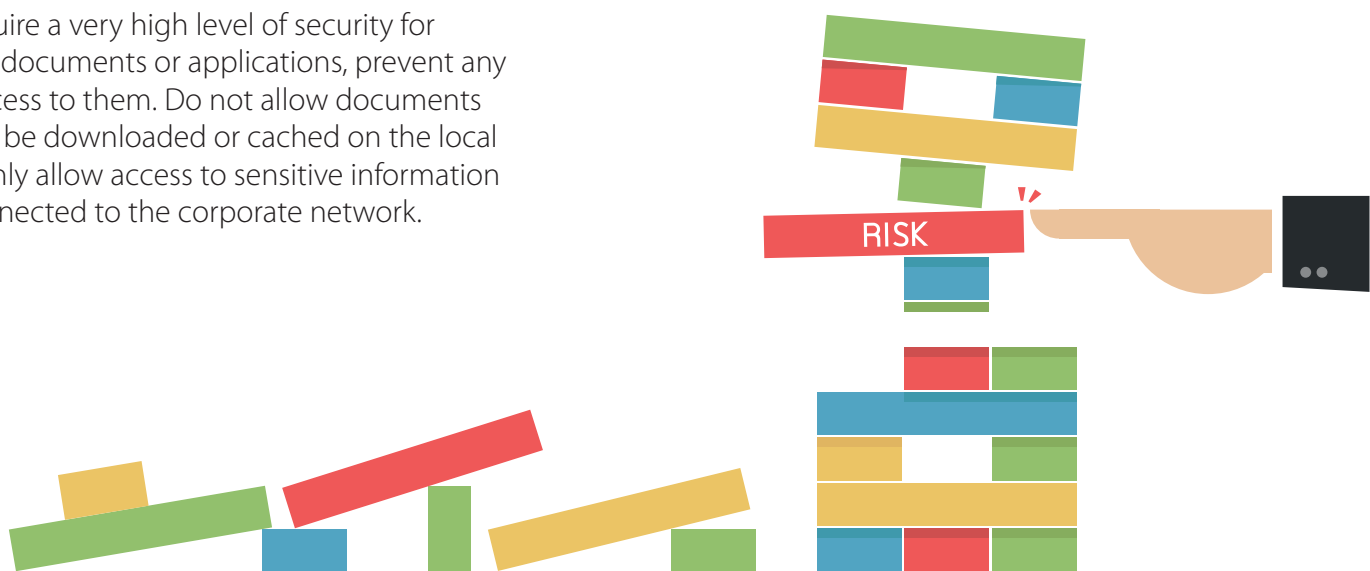 uire a very high level of security for
documents or applications, prevent any
cess to them. Do not allow documents
be downloaded or cached on the local
nly allow access to sensitive information
nnected to the corporate network.
RISK